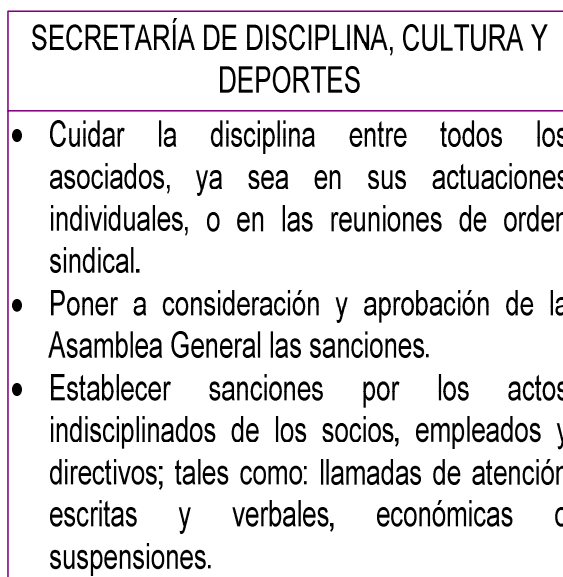 SECRETARÍA DE DISCIPLINA, CULTURA Y
DEPORTES
• Cuidar la disciplina entre todos los
asociados, ya sea en sus actuaciones
individuales, o en las reuniones de orden
sindical.
• Poner a consideración y aprobación de la
Asamblea General las sanciones.
• Establecer sanciones por los actos
indisciplinados de los socios, empleados y
directivos; tales como: llamadas de atención
escritas y verbales, económicas o
suspensiones.